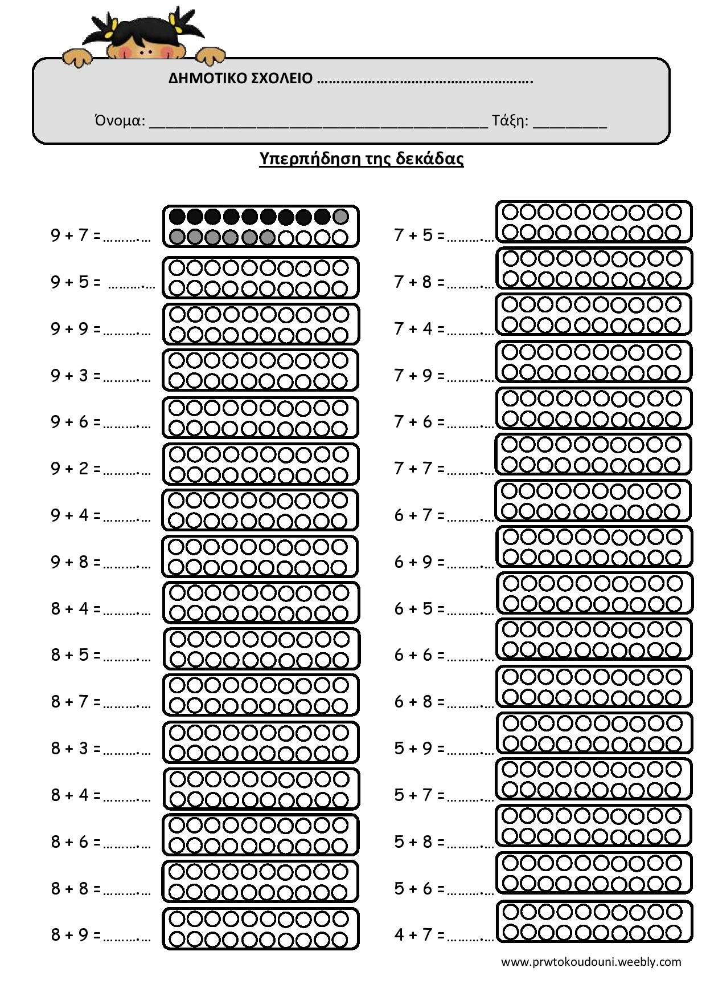 ΔΗΜΟΤΙΚΟ ΣΧΟΛΕΙΟ ……………………………………………….
Όνομα: __________________________________________ Τάξη: _________
Υπερπήδηση της δεκάδας
9 + 7 =……….…
9 + 5 = ……….…
9 + 9 =……….…
9 + 3 =……….…
9 + 6 =……….…
9 + 2 =……….…
9 + 4 =……….…
9 + 8 =……….…
8 + 4 =……….…
8 + 5 =……….…
8 + 7 =……….…
8 + 3 =……….…
8 + 4 =……….…
8 + 6 =……….…
8 + 8 =……….…
8 + 9 =……….…
7 + 5 =……….…
7 + 8 =……….…
7 + 4 =……….…
7 + 9 =……….…
7 + 6 =……….…
7 + 7 =……….…
6 + 7 =……….…
6 + 9 =……….…
6 + 5 =……….…
6 + 6 =……….…
6 + 8 =……….…
5 + 9 =……….…
5 + 7 =……….…
5 + 8 =……….…
5 + 6 =……….…
4 + 7 =……….…
www.prwtokoudouni.weebly.com